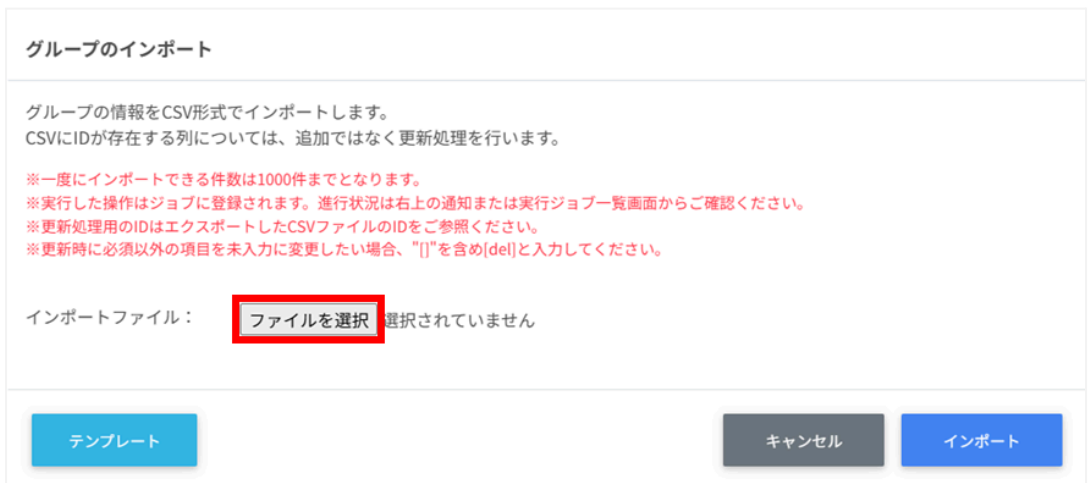 グループのインポート
グループの情報をCSV形式でインポートします。
CSVにIDが存在する列については、追加ではなく更新処理を行います。
※一度にインポートできる件数は1000件までとなります。
※実行した操作はジョブに登録されます。進行状況は右上の通知または実行ジョブ一覧画面からご確認ください。
※更新処理用のIDはエクスポートしたCSVファイルのIDをご参照ください。
※更新時に必須以外の項目を未入力に変更したい場合、"[]"を含め[del]と入力してください。
インポートファイル： ファイルを選択 選択されていません
テンプレート キャンセル インポート